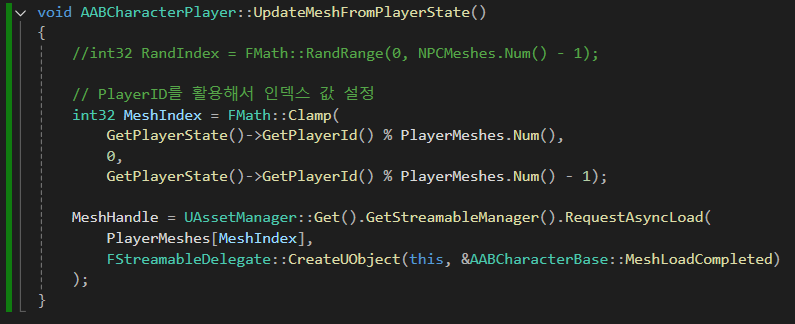 void AABCharacterPlayer::UpdateMeshFromPlayerState()
{
//int32 RandIndex = FMath::RandRange(0, NPCMeshes.Num() - 1);
// PlayerID를 활용해서 인덱스 값 설정
int32 MeshIndex = FMath::Clamp(
GetPlayerState()->GetPlayerId() % PlayerMeshes.Num(),
0,
GetPlayerState()->GetPlayerId() % PlayerMeshes.Num() - 1);
MeshHandle = UAssetManager::Get().GetStreamableManager().RequestAsyncLoad(
PlayerMeshes[MeshIndex],
FStreamableDelegate::CreateUObject(this, &AABCharacterBase::MeshLoadCompleted)
);
}